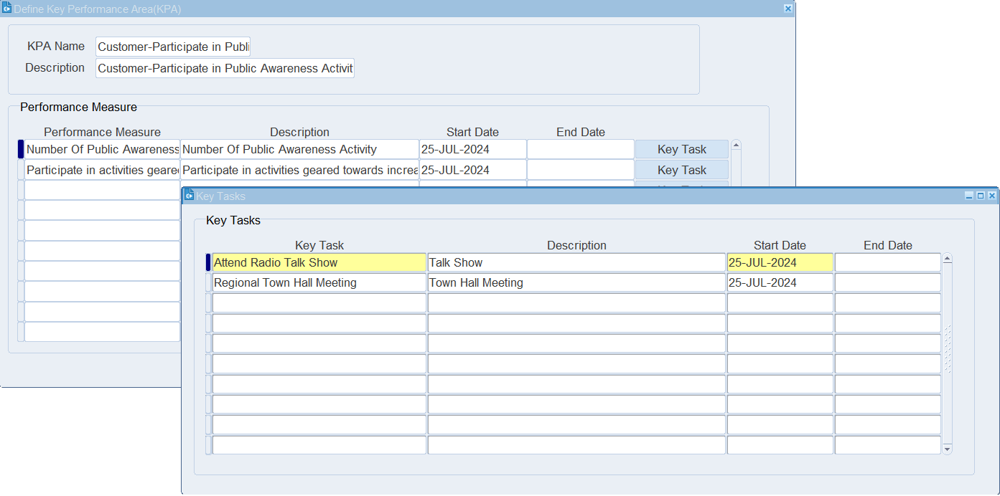 Define Key Performance Area(KPA)
KPA Name Customer-Participate in Publi
Description Customer-Participate in Public Awareness Activit
Performance Measure
Performance Measure Description Start Date End Date
Number Of Public Awareness Number Of Public Awareness Activity 25-JUL-2024 Key Task
Participate in activities geare Participate in activities geared towards increa 25-JUL-2024 Key Task
Key Tasks
Key Tasks
Key Task Description Start Date End Date
Attend Radio Talk Show Talk Show 25-JUL-2024
Regional Town Hall Meeting Town Hall Meeting 25-JUL-2024